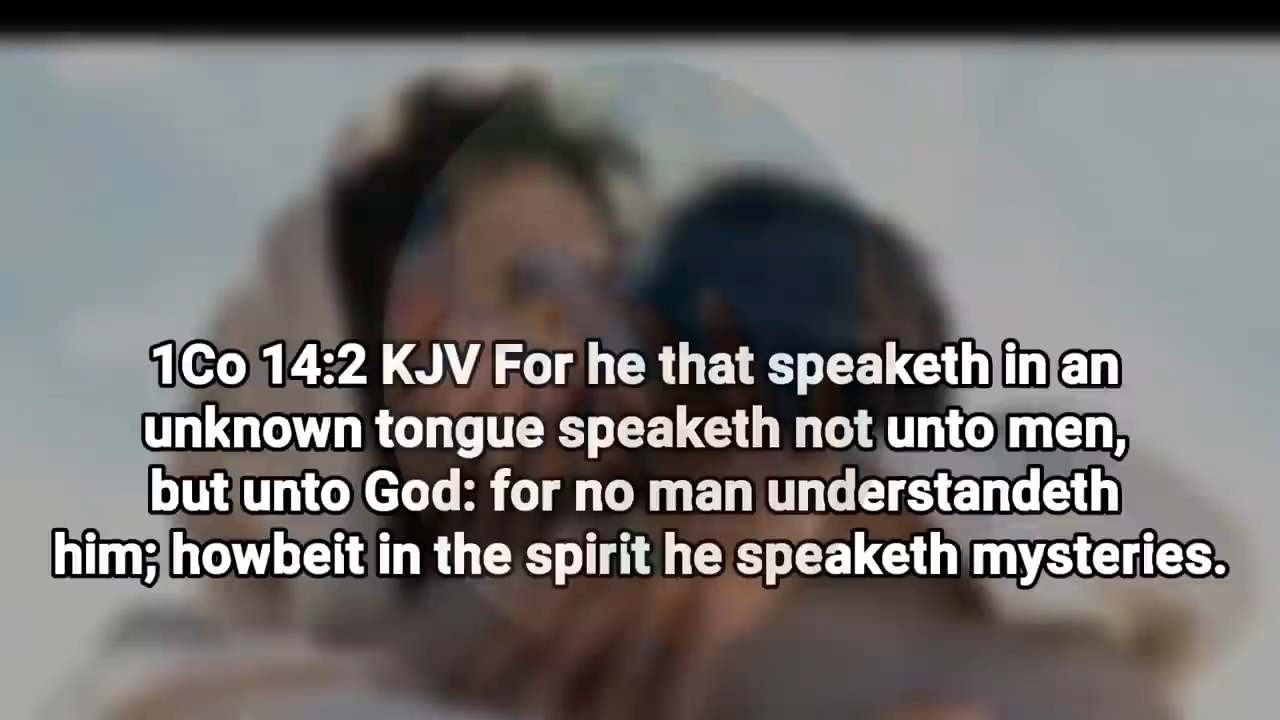 1Co 14:2 KJV For he that speaketh in an
unknown tongue speaketh not unto men,
but unto God: for no man understandeth
him; howbeit in the spirit he speaketh mysteries.